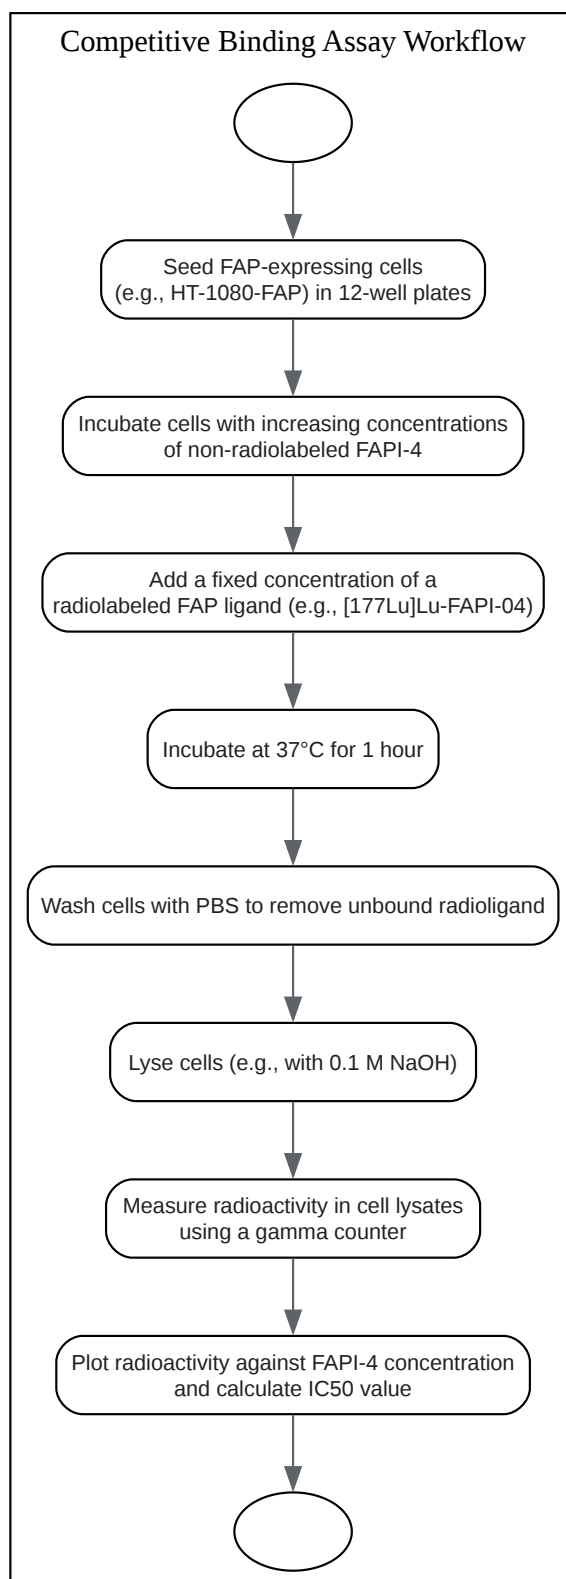 Competitive Binding Assay Workflow
Seed FAP-expressing cells
(e.g., HT-1080-FAP) in 12-well plates
Incubate cells with increasing concentrations
of non-radiolabeled FAPI-4
Add a fixed concentration of a
radiolabeled FAP ligand (e.g., [177Lu]Lu-FAPI-04)
Incubate at 37°C for 1 hour
Wash cells with PBS to remove unbound radioligand
Lyse cells (e.g., with 0.1 M NaOH)
Measure radioactivity in cell lysates
using a gamma counter
Plot radioactivity against FAPI-4 concentration
and calculate IC50 value